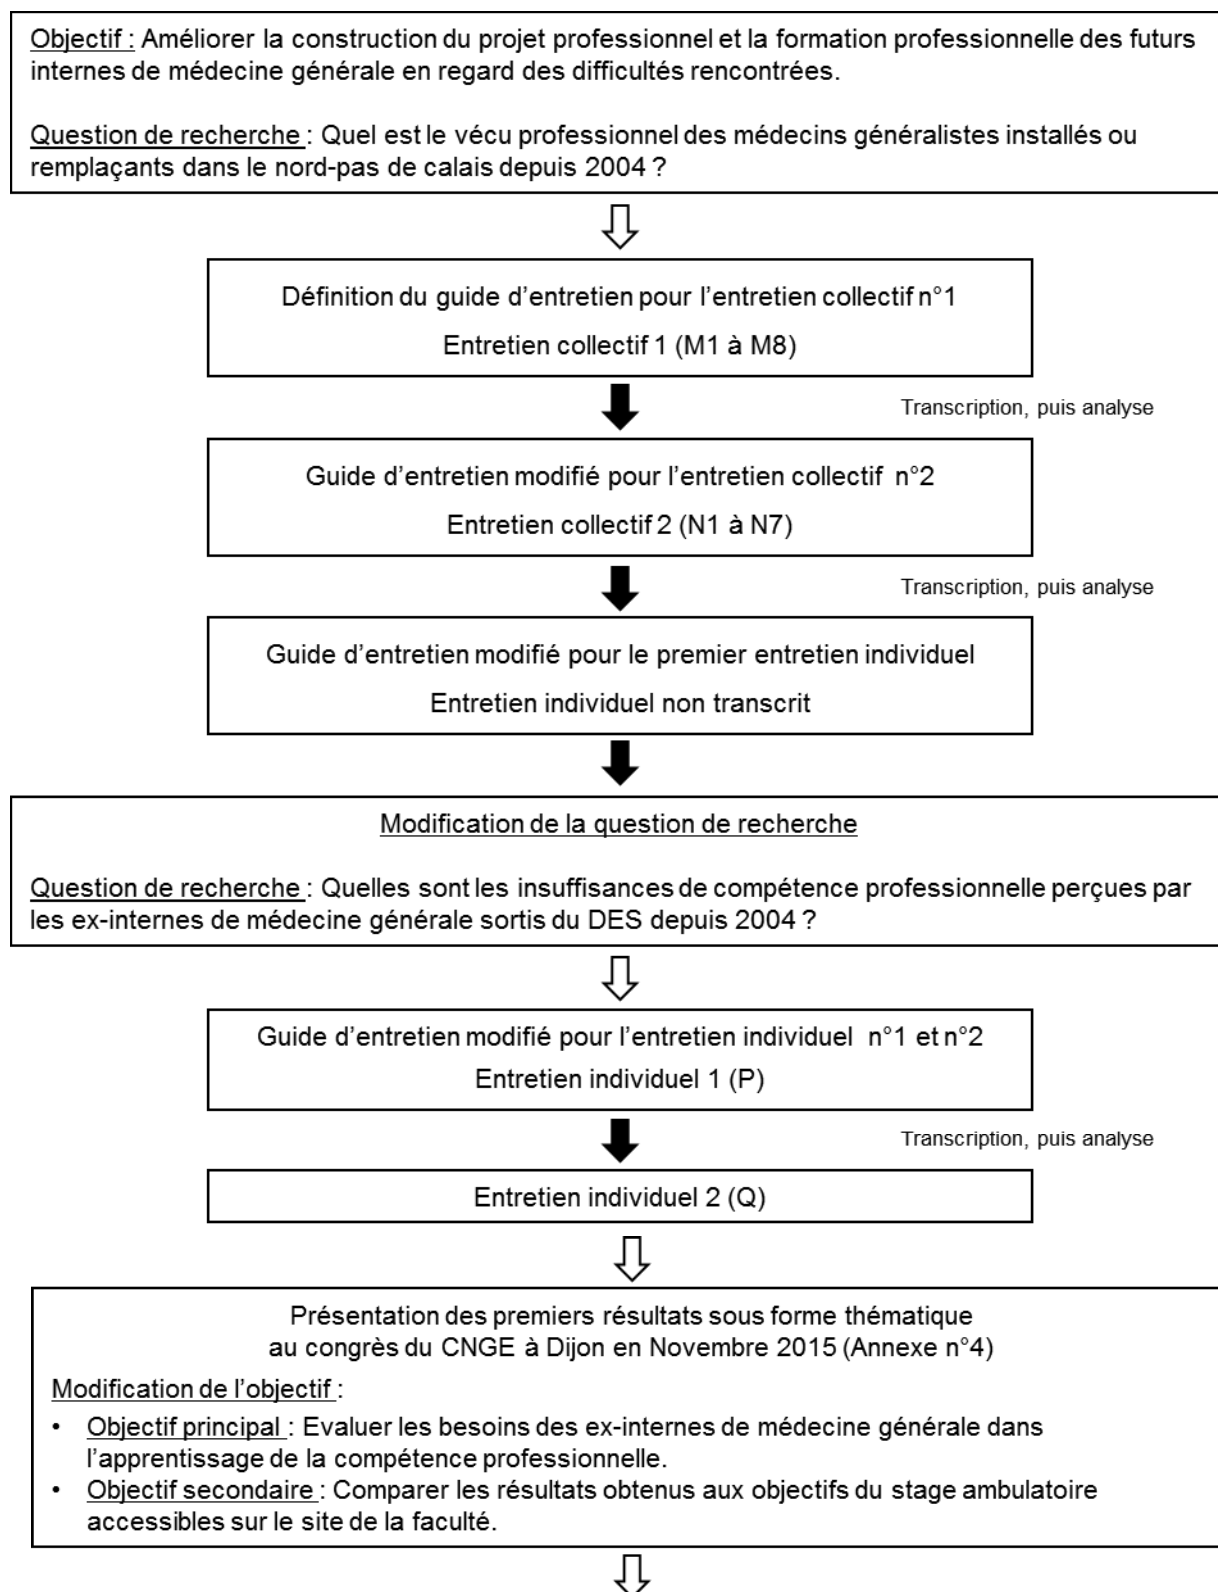 Objectif : Améliorer la construction du projet professionnel et la formation professionnelle des futurs
internes de médecine générale en regard des difficultés rencontrées.
Question de recherche : Quel est le vécu professionnel des médecins généralistes installés ou
remplaçants dans le nord-pas de calais depuis 2004 ?
Définition du guide d'entretien pour l'entretien collectif n°1
Entretien collectif 1 (M1 à M8)
Transcription, puis analyse
Guide d'entretien modifié pour l'entretien collectif n°2
Entretien collectif 2 (N1 à N7)
Transcription, puis analyse
Guide d'entretien modifié pour le premier entretien individuel
Entretien individuel non transcrit
Modification de la question de recherche
Question de recherche : Quelles sont les insuffisances de compétence professionnelle perçues par
les ex-internes de médecine générale sortis du DES depuis 2004 ?
Guide d'entretien modifié pour l'entretien individuel n°1 et n°2
Entretien individuel 1 (P)
Transcription, puis analyse
Entretien individuel 2 (Q)
Présentation des premiers résultats sous forme thématique
au congrès du CNGE à Dijon en Novembre 2015 (Annexe n°4)
Modification de l'objectif :
• Objectif principal : Evaluer les besoins des ex-internes de médecine générale dans
l'apprentissage de la compétence professionnelle.
• Objectif secondaire : Comparer les résultats obtenus aux objectifs du stage ambulatoire
accessibles sur le site de la faculté.